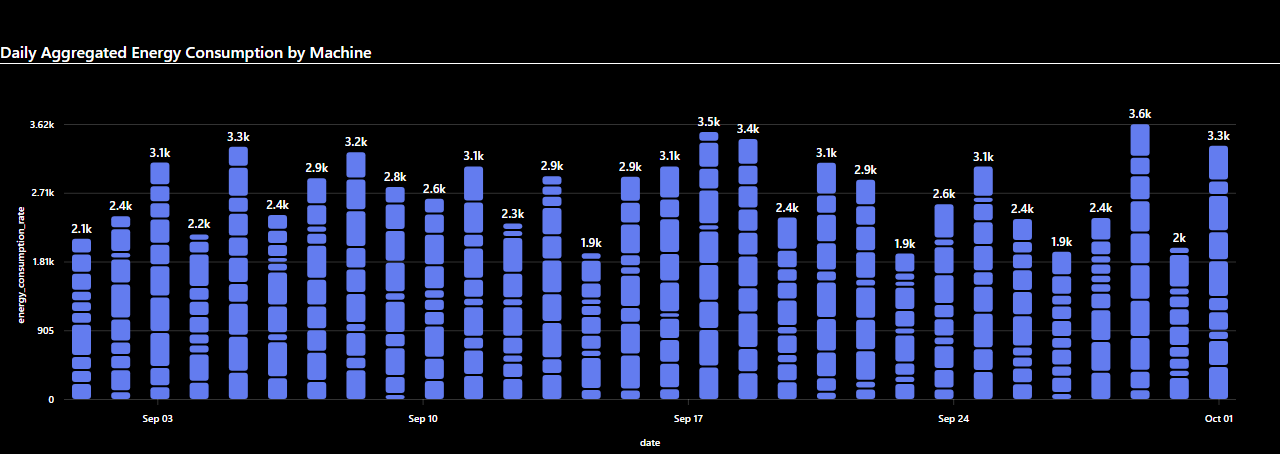 Daily Aggregated Energy Consumption by Machine
3.62k
2.71k
1.81k
905
0
energy_consumption_rate
2.1k
2.4k
3.1k
2.2k
3.3k
2.4k
2.9k
3.2k
2.8k
2.6k
3.1k
2.3k
2.9k
1.9k
2.9k
3.1k
3.5k
3.4k
2.4k
3.1k
2.9k
1.9k
2.6k
3.1k
2.4k
1.9k
2.4k
3.6k
2k
3.3k
Sep 03
Sep 10
Sep 17
Sep 24
Oct 01
date